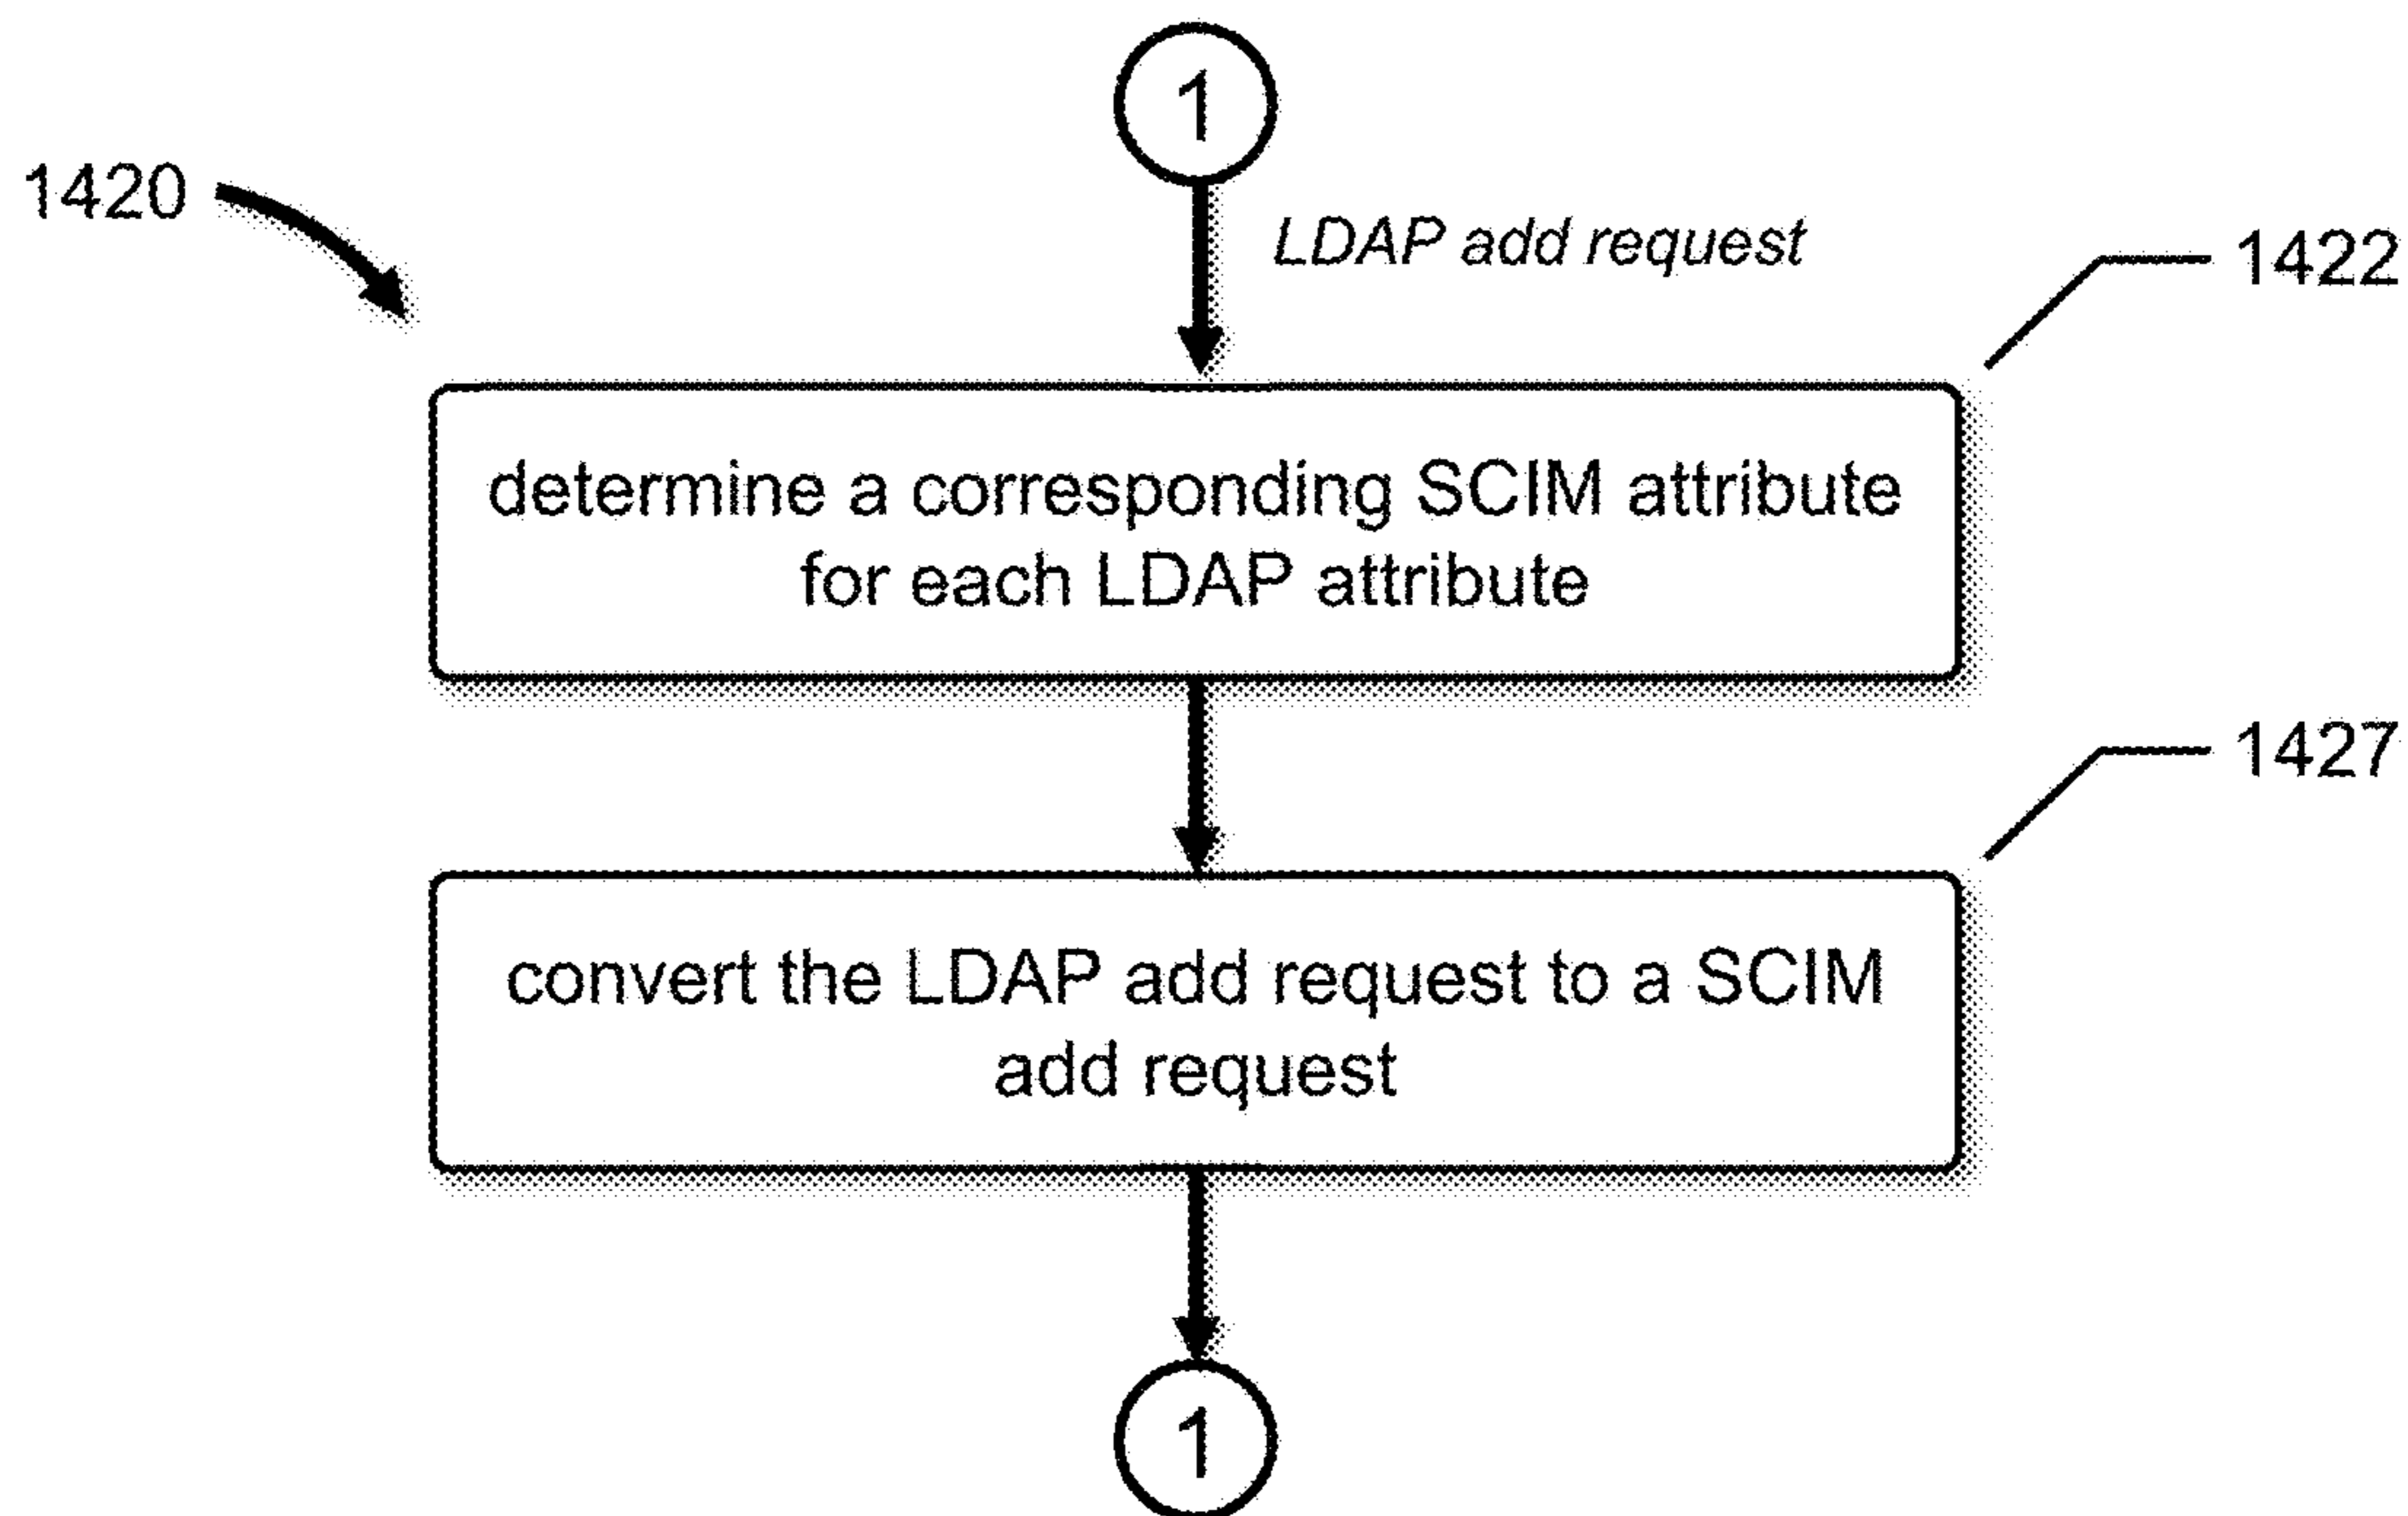 1
1420
LDAP add request
1422
determine a corresponding SCIM attribute
for each LDAP attribute
1427
convert the LDAP add request to a SCIM
add request
1